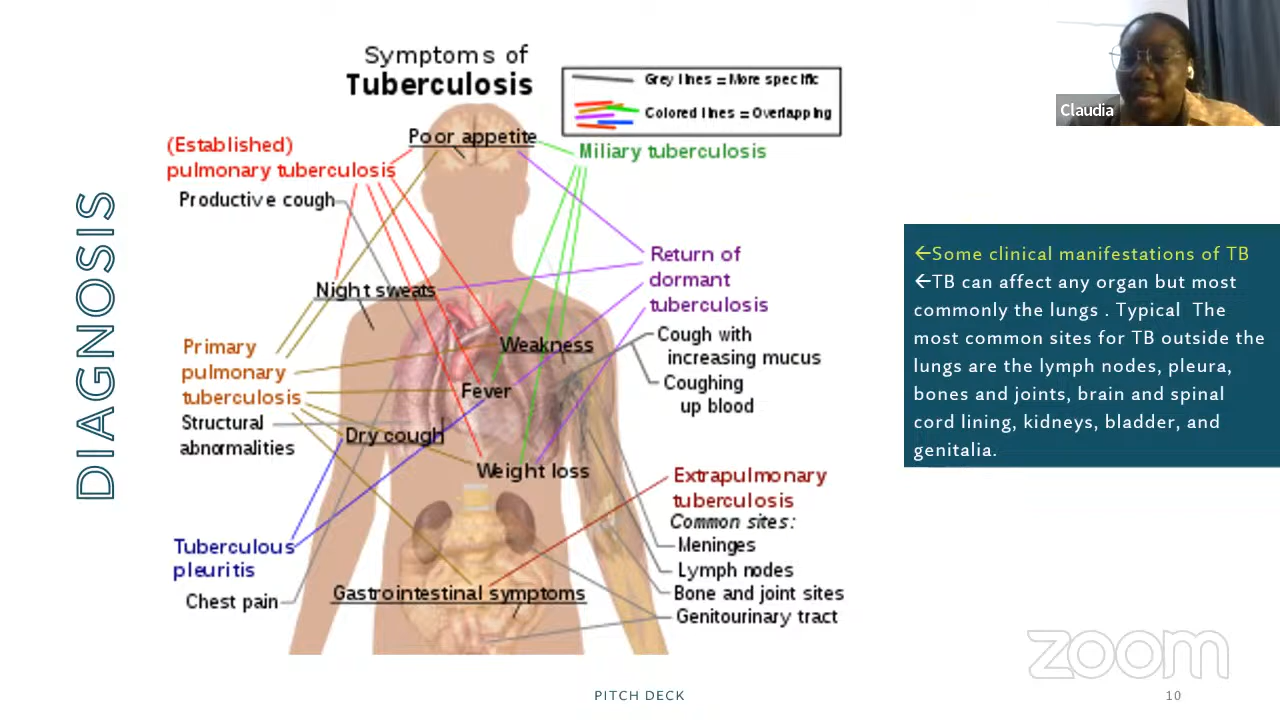 DIAGNOSIS
Symptoms of
Tuberculosis
Grey lines = More specific
Colored lines = Overlapping
(Established)
pulmonary tuberculosis
Productive cough
Poor appetite
Miliary tuberculosis
Night sweats
Return of
dormant
tuberculosis
Cough with
increasing mucus
Coughing
up blood
Primary
pulmonary
tuberculosis
Structural
abnormalities
Weakness
Fever
Dry cough
Weight loss
Tuberculous
pleuritis
Chest pain
Gastrointestinal symptoms
Extrapulmonary
tuberculosis
Common sites:
Meninges
Lymph nodes
Bone and joint sites
Genitourinary tract
Claudia
←Some clinical manifestations of TB
←TB can affect any organ but most
commonly the lungs . Typical The
most common sites for TB outside the
lungs are the lymph nodes, pleura,
bones and joints, brain and spinal
cord lining, kidneys, bladder, and
genitalia.
zoom
PITCH DECK
10